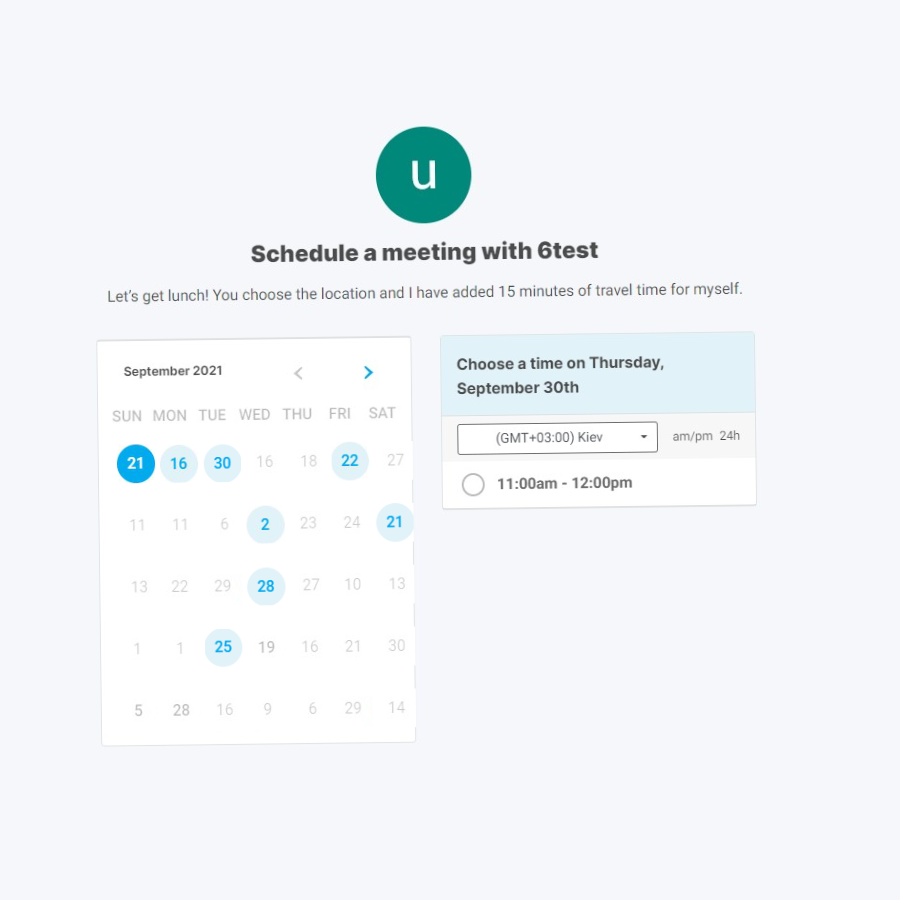 u
Schedule a meeting with 6test
Let's get lunch! You choose the location and I have added 15 minutes of travel time for myself.
September 2021
SUN MON TUE WED THU FRI SAT
21 16 30 16 18 22 27
11 11 6 2 23 24 21
13 22 29 28 27 10 13
1 1 25 19 16 21 30
5 28 16 9 6 29 14
Choose a time on Thursday,
September 30th
(GMT+03:00) Kiev am/pm 24h
11:00am - 12:00pm